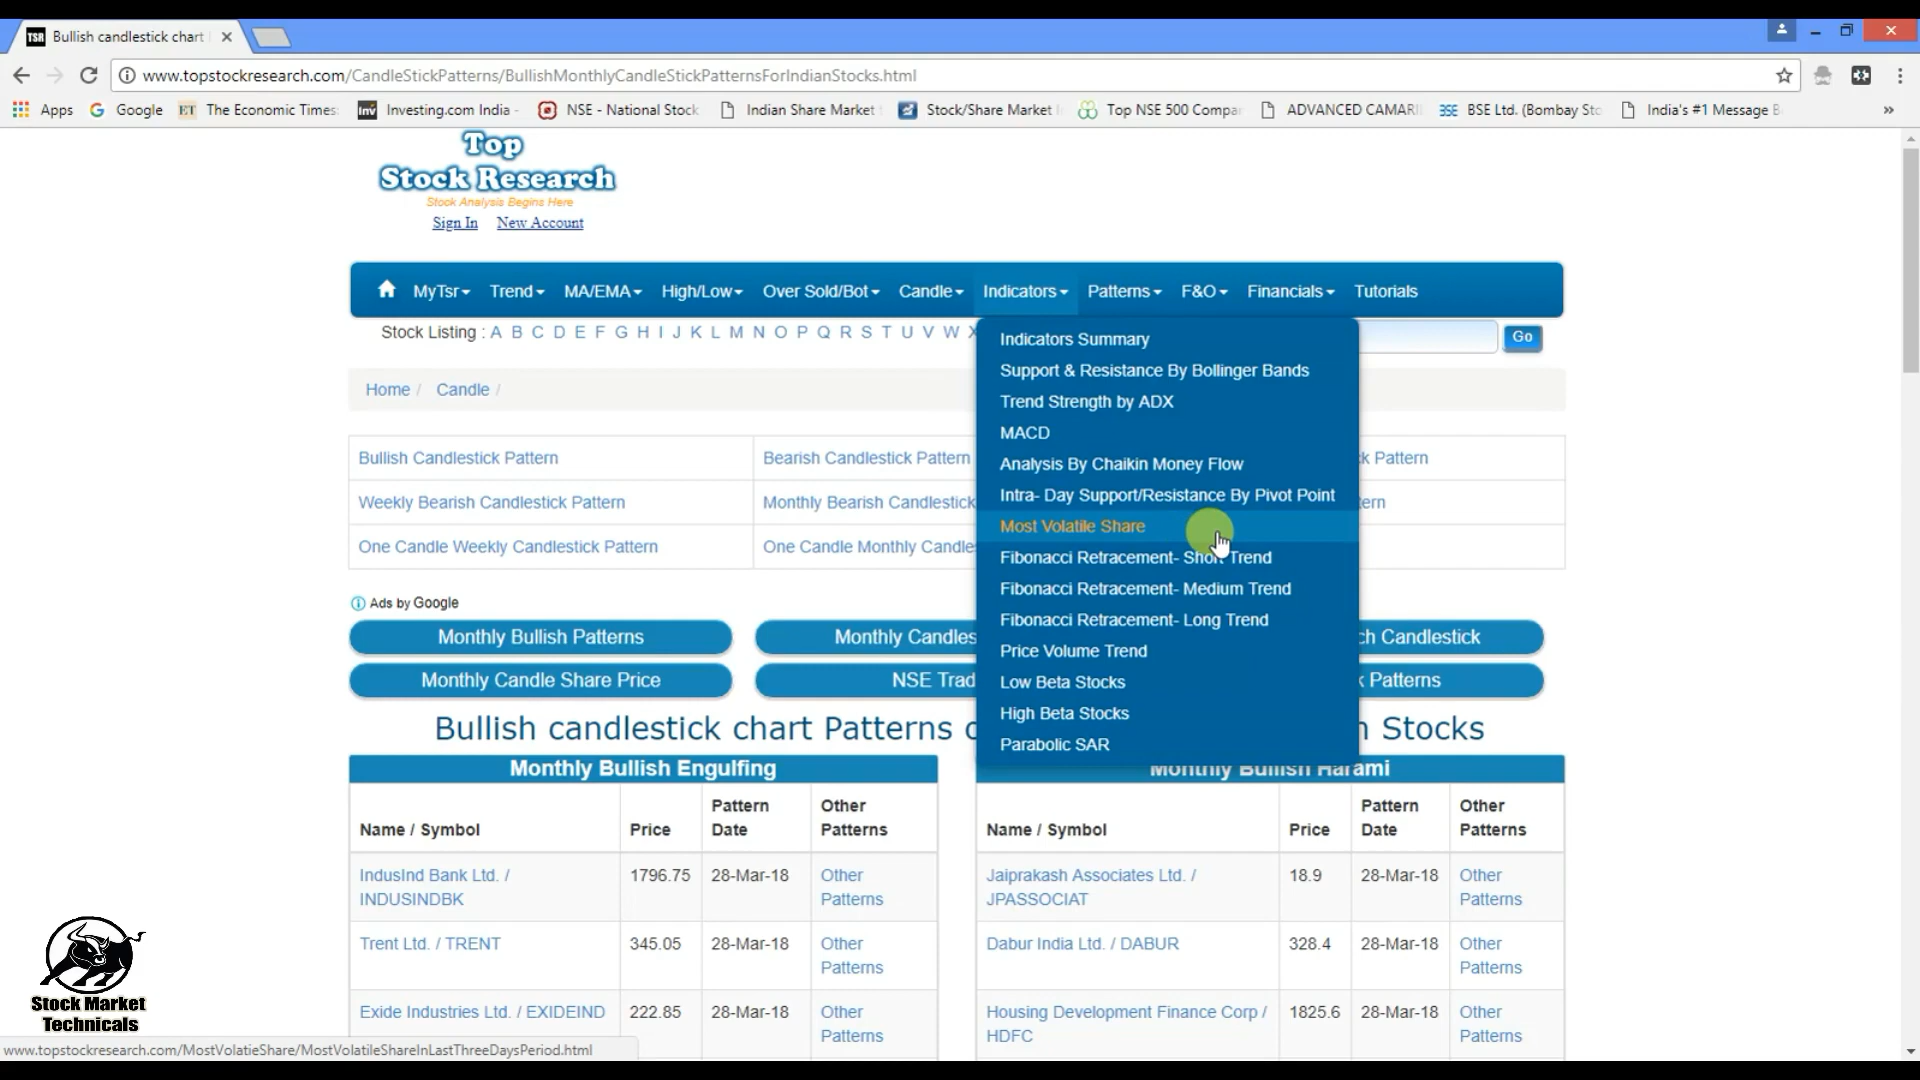 TSR Bullish candlestick chart
www.topstockresearch.com/CandleStickPatterns/BullishMonthlyCandleStickPatternsForIndianStocks.html
Apps Google ET The Economic Times: Inv Investing.com India - NSE - National Stock Indian Share Market Stock/Share Market Top NSE 500 Compa ADVANCED CAMARI BSE BSE Ltd. (Bombay Sto India's #1 Message B »
Top
Stock Research
Stock Analysis Begins Here
Sign In New Account
MyTsr Trend MA/EMA High/Low Over Sold/Bot Candle Indicators Patterns F&O Financials Tutorials
Stock Listing : A B C D E F G H I J K L M N O P Q R S T U V W X
Go
Home / Candle /
Indicators Summary
Support & Resistance By Bollinger Bands
Trend Strength by ADX
MACD
Analysis By Chaikin Money Flow
Intra- Day Support/Resistance By Pivot Point
Most Volatile Share
Fibonacci Retracement- Short Trend
Fibonacci Retracement- Medium Trend
Fibonacci Retracement- Long Trend
Price Volume Trend
Low Beta Stocks
High Beta Stocks
Parabolic SAR
Bullish Candlestick Pattern Bearish Candlestick Pattern k Pattern
Weekly Bearish Candlestick Pattern Monthly Bearish Candlestick tern
One Candle Weekly Candlestick Pattern One Candle Monthly Candle
Ads by Google
Monthly Bullish Patterns Monthly Candles ch Candlestick
Monthly Candle Share Price NSE Trad k Patterns
Bullish candlestick chart Patterns o n Stocks
Monthly Bullish Engulfing
Name / Symbol Price Pattern Date Other Patterns
IndusInd Bank Ltd. / INDUSINDBK 1796.75 28-Mar-18 Other Patterns
Trent Ltd. / TRENT 345.05 28-Mar-18 Other Patterns
Exide Industries Ltd. / EXIDEIND 222.85 28-Mar-18 Other Patterns
Monthly Bullish Harami
Name / Symbol Price Pattern Date Other Patterns
Jaiprakash Associates Ltd. / JPASSOCIAT 18.9 28-Mar-18 Other Patterns
Dabur India Ltd. / DABUR 328.4 28-Mar-18 Other Patterns
Housing Development Finance Corp / HDFC 1825.6 28-Mar-18 Other Patterns
Stock Market
Technicals
www.topstockresearch.com/MostVolatieShare/MostVolatileShareInLastThreeDaysPeriod.html